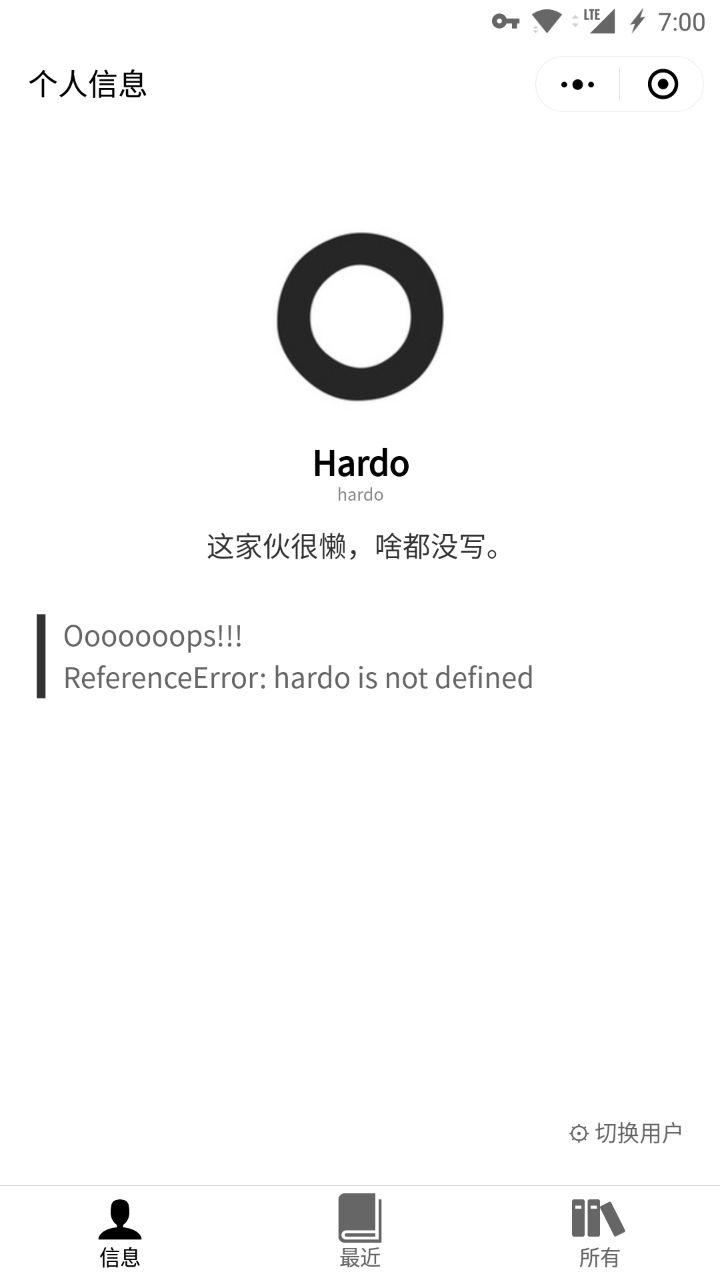 LTE 7:00
个人信息
Hardo
hardo
这家伙很懒，啥都没写。
Ooooooops!!!
ReferenceError: hardo is not defined
切换用户
信息 最近 所有